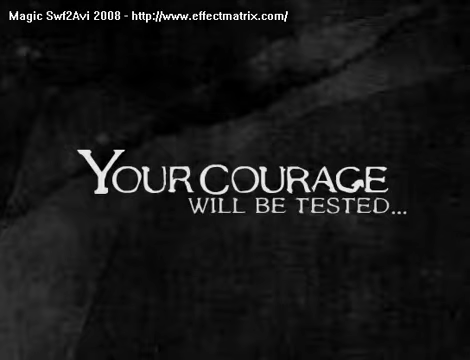 Magic Swf2Avi 2008 - http://www.effectmatrix.com/
YOUR COURAGE
WILL BE TESTED...